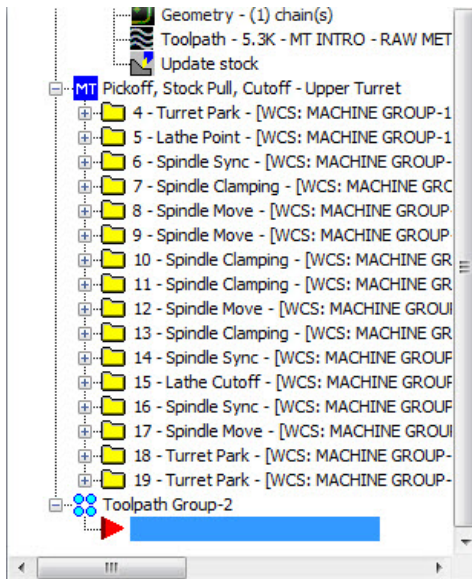 Geometry - (1) chain(s)
Toolpath - 5.3K - MT INTRO - RAW MET
Update stock
MT Pickoff, Stock Pull, Cutoff - Upper Turret
4 - Turret Park - [WCS: MACHINE GROUP-1
5 - Lathe Point - [WCS: MACHINE GROUP-1
6 - Spindle Sync - [WCS: MACHINE GROUP-
7 - Spindle Clamping - [WCS: MACHINE GRC
8 - Spindle Move - [WCS: MACHINE GROUP-
9 - Spindle Move - [WCS: MACHINE GROUP-
10 - Spindle Clamping - [WCS: MACHINE GR
11 - Spindle Clamping - [WCS: MACHINE GR
12 - Spindle Move - [WCS: MACHINE GROUI
13 - Spindle Clamping - [WCS: MACHINE GR
14 - Spindle Sync - [WCS: MACHINE GROUP
15 - Lathe Cutoff - [WCS: MACHINE GROUP
16 - Spindle Sync - [WCS: MACHINE GROUP
17 - Spindle Move - [WCS: MACHINE GROUI
18 - Turret Park - [WCS: MACHINE GROUP-
19 - Turret Park - [WCS: MACHINE GROUP-
Toolpath Group-2